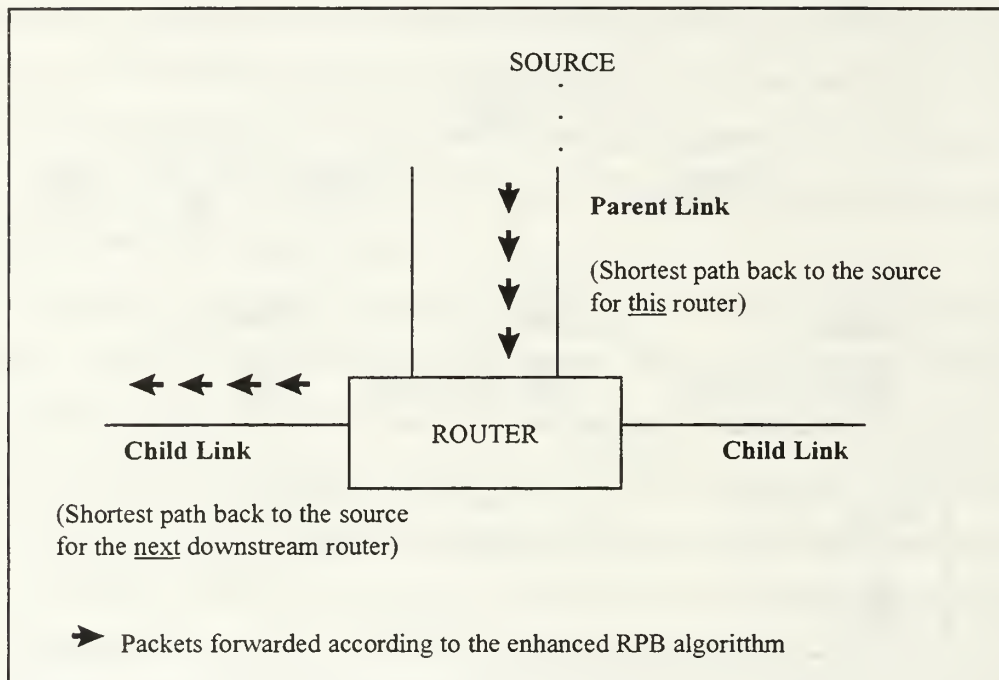 SOURCE
Parent Link
(Shortest path back to the source
for this router)
ROUTER
Child Link
Child Link
(Shortest path back to the source
for the next downstream router)
Packets forwarded according to the enhanced RPB algoritthm